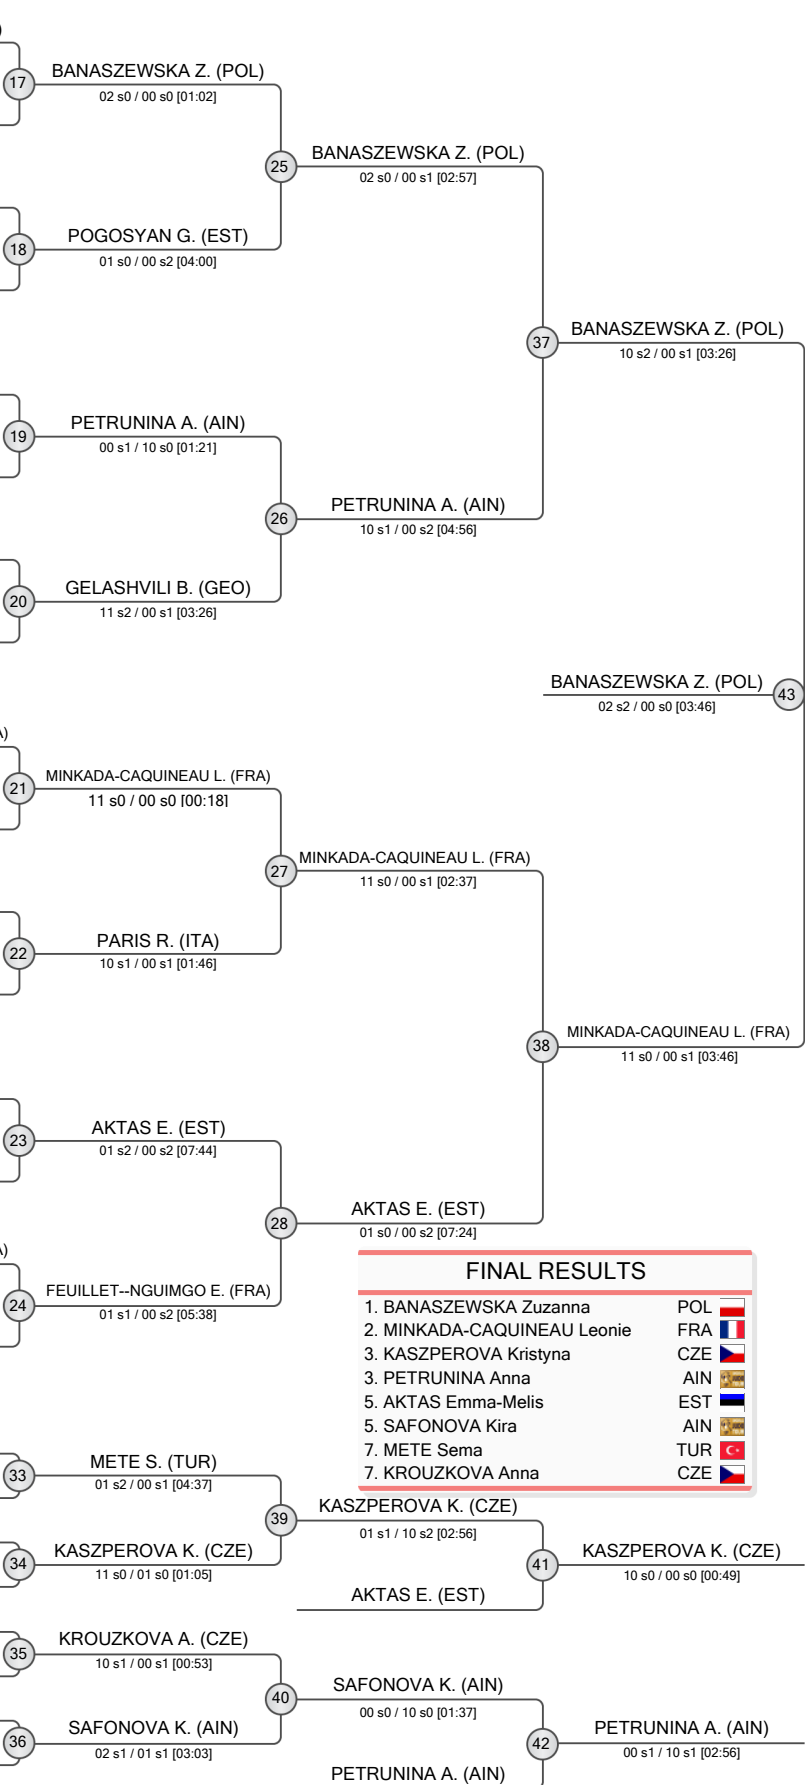 )
17
BANASZEWSKA Z. (POL)
02 s0 / 00 s0 [01:02]
25
BANASZEWSKA Z. (POL)
02 s0 / 00 s1 [02:57]
18
POGOSYAN G. (EST)
01 s0 / 00 s2 [04:00]
37
BANASZEWSKA Z. (POL)
10 s2 / 00 s1 [03:26]
19
PETRUNINA A. (AIN)
00 s1 / 10 s0 [01:21]
26
PETRUNINA A. (AIN)
10 s1 / 00 s2 [04:56]
20
GELASHVILI B. (GEO)
11 s2 / 00 s1 [03:26]
BANASZEWSKA Z. (POL)
43
02 s2 / 00 s0 [03:46]
A)
21
MINKADA-CAQUINEAU L. (FRA)
11 s0 / 00 s0 [00:18]
27
MINKADA-CAQUINEAU L. (FRA)
11 s0 / 00 s1 [02:37]
22
PARIS R. (ITA)
10 s1 / 00 s1 [01:46]
38
MINKADA-CAQUINEAU L. (FRA)
11 s0 / 00 s1 [03:46]
23
AKTAS E. (EST)
01 s2 / 00 s2 [07:44]
28
AKTAS E. (EST)
01 s0 / 00 s2 [07:24]
A)
24
FEUILLET--NGUIMGO E. (FRA)
01 s1 / 00 s2 [05:38]
FINAL RESULTS
1. BANASZEWSKA Zuzanna POL
2. MINKADA-CAQUINEAU Leonie FRA
3. KASZPEROVA Kristyna CZE
3. PETRUNINA Anna AIN
5. AKTAS Emma-Melis EST
5. SAFONOVA Kira AIN
7. METE Sema TUR
7. KROUZKOVA Anna CZE
33
METE S. (TUR)
01 s2 / 00 s1 [04:37]
39
KASZPEROVA K. (CZE)
01 s1 / 10 s2 [02:56]
34
KASZPEROVA K. (CZE)
11 s0 / 01 s0 [01:05]
41
KASZPEROVA K. (CZE)
10 s0 / 00 s0 [00:49]
AKTAS E. (EST)
35
KROUZKOVA A. (CZE)
10 s1 / 00 s1 [00:53]
40
SAFONOVA K. (AIN)
00 s0 / 10 s0 [01:37]
36
SAFONOVA K. (AIN)
02 s1 / 01 s1 [03:03]
42
PETRUNINA A. (AIN)
00 s1 / 10 s1 [02:56]
PETRUNINA A. (AIN)